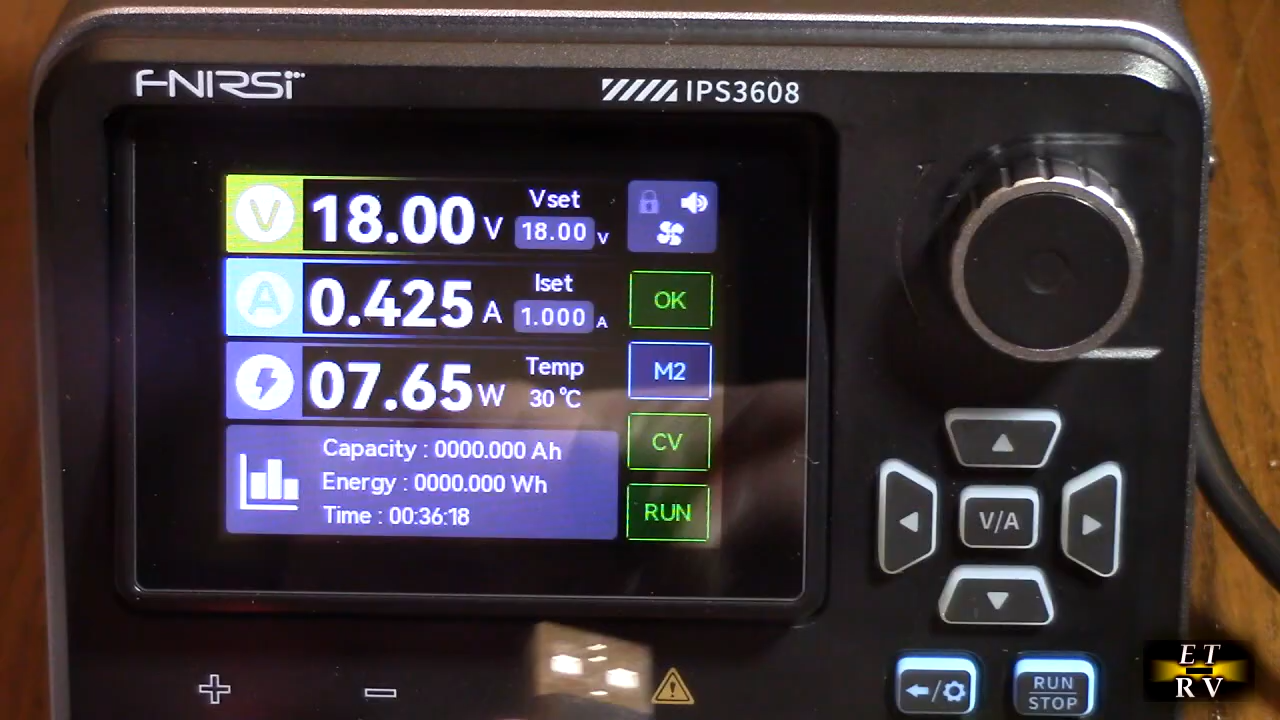 FNIRSI
IPS3608
V 18.00 V
Vset
18.00 V
A 0.425 A
Iset
1.000 A
OK
07.65 W
Temp
30 °C
M2
Capacity : 0000.000 Ah
Energy : 0000.000 Wh
Time : 00:36:18
CV
RUN
V/A
+ −
RUN
STOP
ET
RV